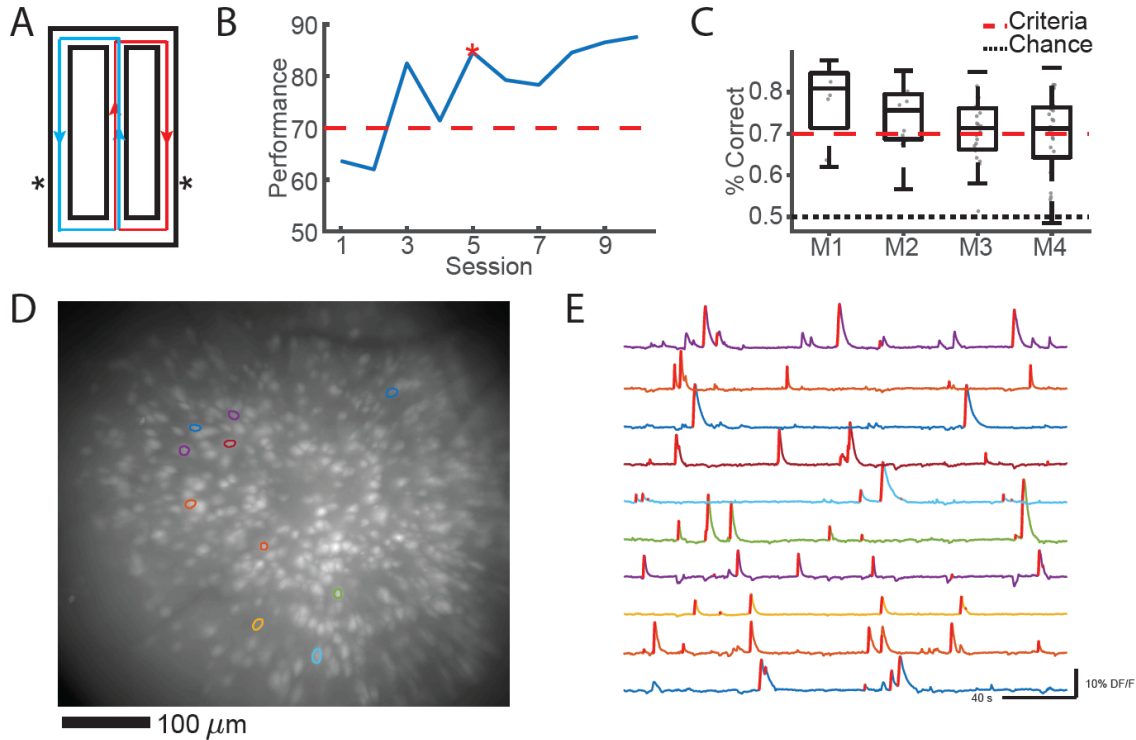 A
*
*
B
Performance
90
80
70
60
50
*
1
3
5
7
9
Session
C
Criteria
Chance
% Correct
0.8
0.7
0.6
0.5
M1
M2
M3
M4
D
100 μm
E
10% DF/F
40 s